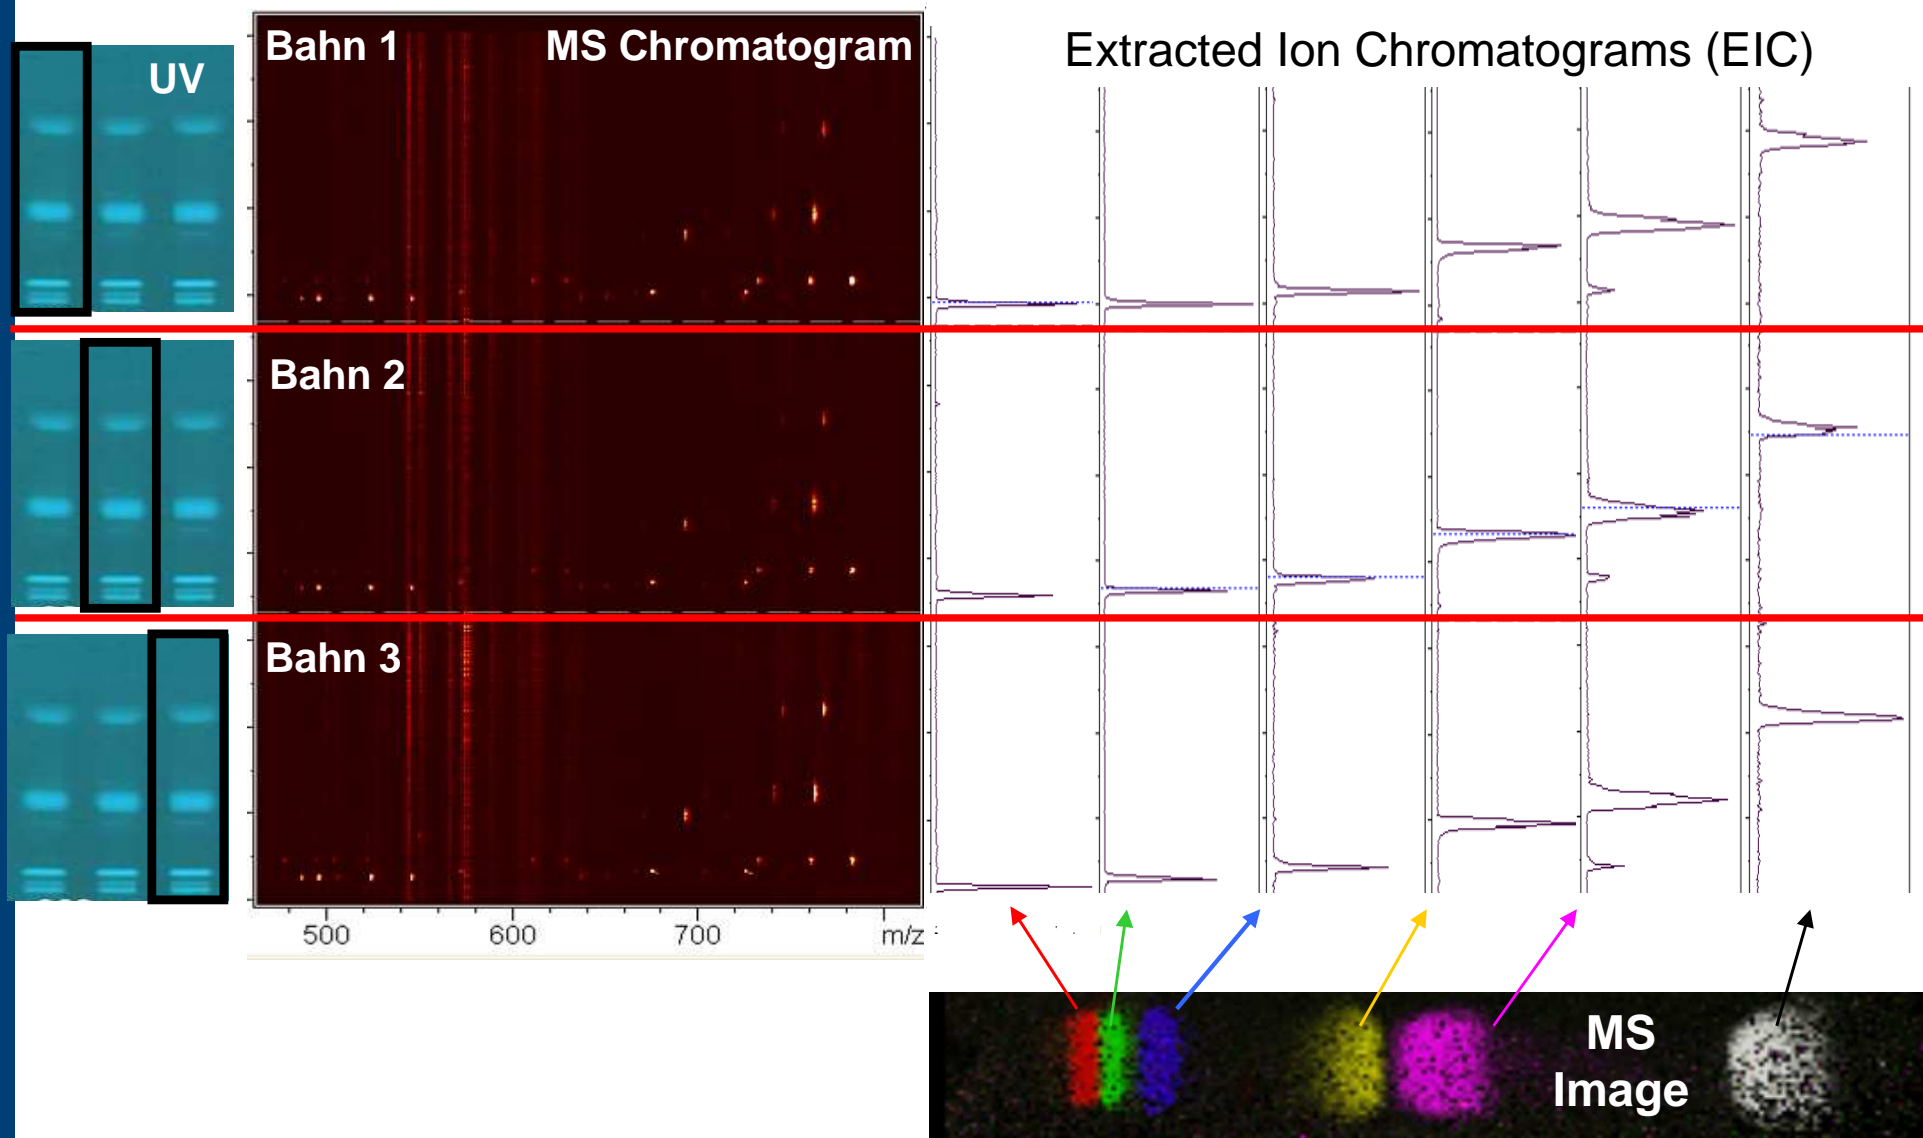 Bahn 1
MS Chromatogram
Extracted Ion Chromatograms (EIC)
UV
Bahn 2
Bahn 3
500
600
700
m/z
MS
Image